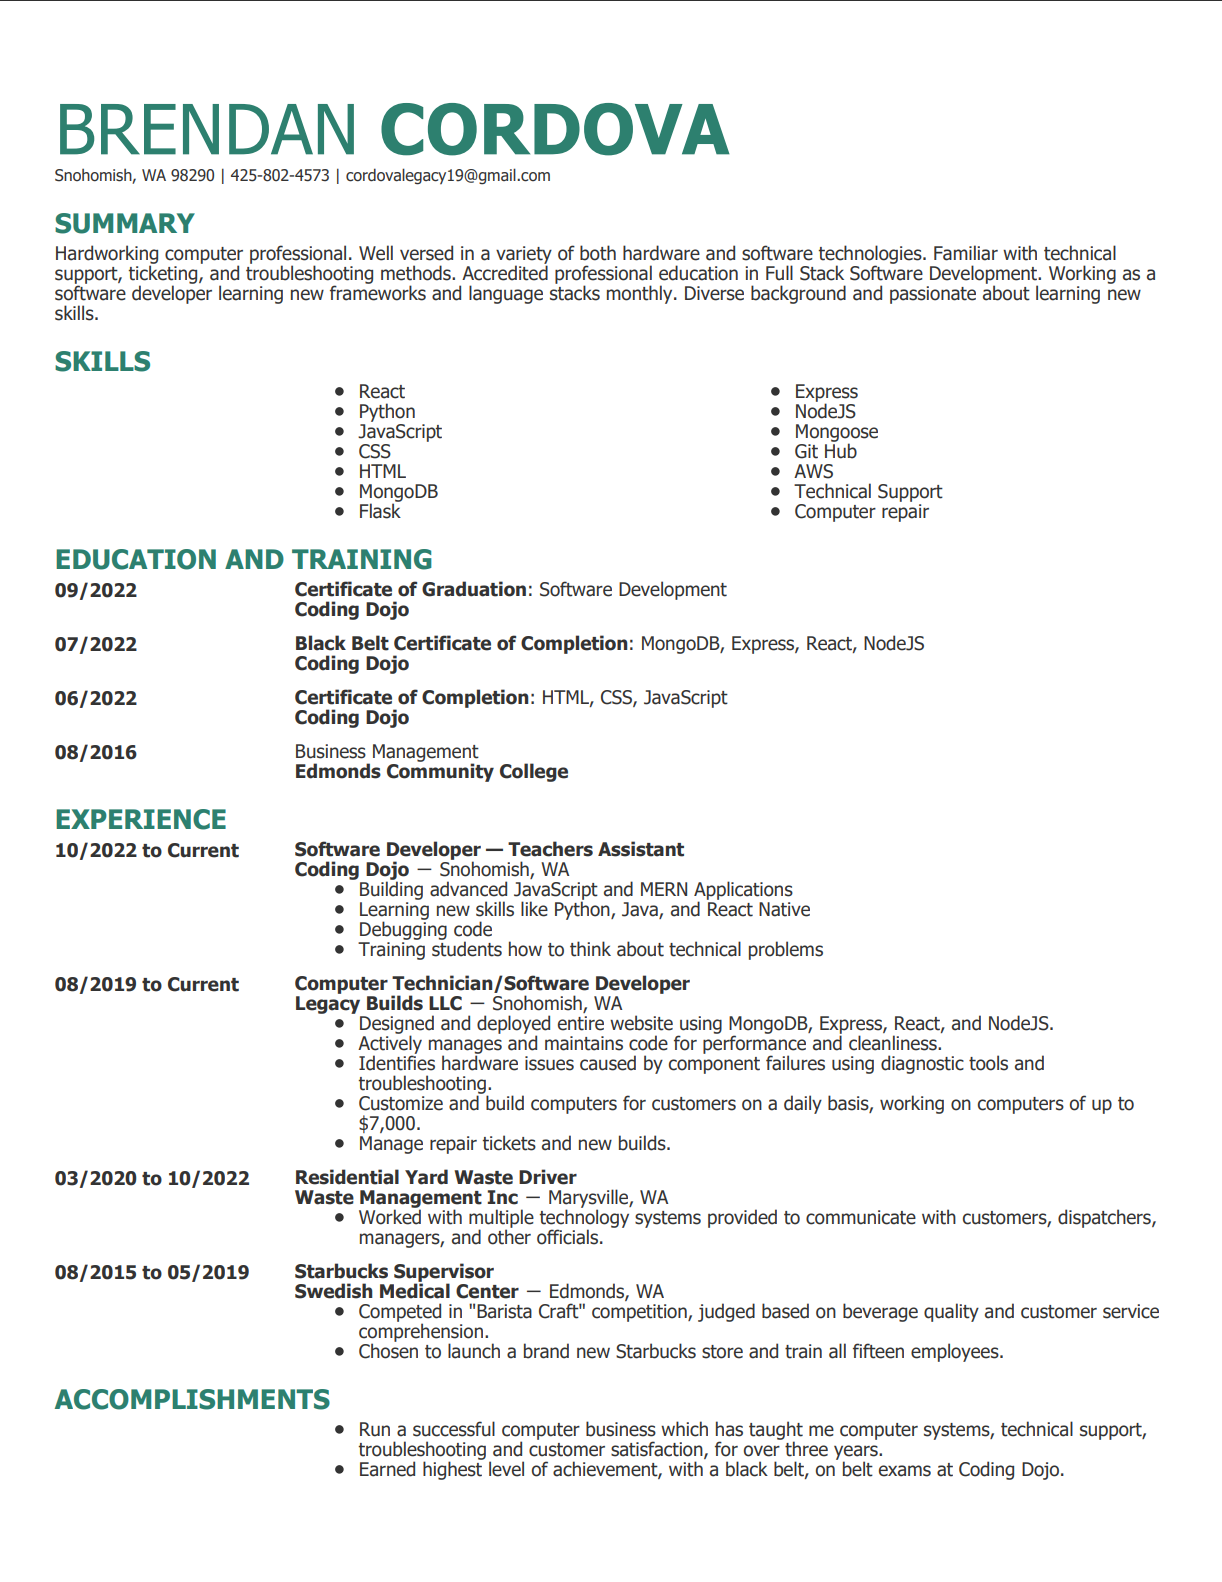 BRENDAN CORDOVA
Snohomish, WA 98290 | 425-802-4573 | cordovalegacy19@gmail.com
SUMMARY
Hardworking computer professional. Well versed in a variety of both hardware and software technologies. Familiar with technical
support, ticketing, and troubleshooting methods. Accredited professional education in Full Stack Software Development. Working as a
software developer learning new frameworks and language stacks monthly. Diverse background and passionate about learning new
skills.
SKILLS
• React
• Python
• JavaScript
• CSS
• HTML
• MongoDB
• Flask
• Express
• NodeJS
• Mongoose
• Git Hub
• AWS
• Technical Support
• Computer repair
EDUCATION AND TRAINING
09/2022 Certificate of Graduation: Software Development
Coding Dojo
07/2022 Black Belt Certificate of Completion: MongoDB, Express, React, NodeJS
Coding Dojo
06/2022 Certificate of Completion: HTML, CSS, JavaScript
Coding Dojo
08/2016 Business Management
Edmonds Community College
EXPERIENCE
10/2022 to Current Software Developer — Teachers Assistant
Coding Dojo — Snohomish, WA
• Building advanced JavaScript and MERN Applications
• Learning new skills like Python, Java, and React Native
• Debugging code
• Training students how to think about technical problems
08/2019 to Current Computer Technician/Software Developer
Legacy Builds LLC — Snohomish, WA
• Designed and deployed entire website using MongoDB, Express, React, and NodeJS.
• Actively manages and maintains code for performance and cleanliness.
• Identifies hardware issues caused by component failures using diagnostic tools and
troubleshooting.
• Customize and build computers for customers on a daily basis, working on computers of up to
$7,000.
• Manage repair tickets and new builds.
03/2020 to 10/2022 Residential Yard Waste Driver
Waste Management Inc — Marysville, WA
• Worked with multiple technology systems provided to communicate with customers, dispatchers,
managers, and other officials.
08/2015 to 05/2019 Starbucks Supervisor
Swedish Medical Center — Edmonds, WA
• Competed in "Barista Craft" competition, judged based on beverage quality and customer service
comprehension.
• Chosen to launch a brand new Starbucks store and train all fifteen employees.
ACCOMPLISHMENTS
• Run a successful computer business which has taught me computer systems, technical support,
troubleshooting and customer satisfaction, for over three years.
• Earned highest level of achievement, with a black belt, on belt exams at Coding Dojo.